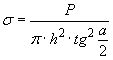 σ = P / (π · h² · tg² a/2)